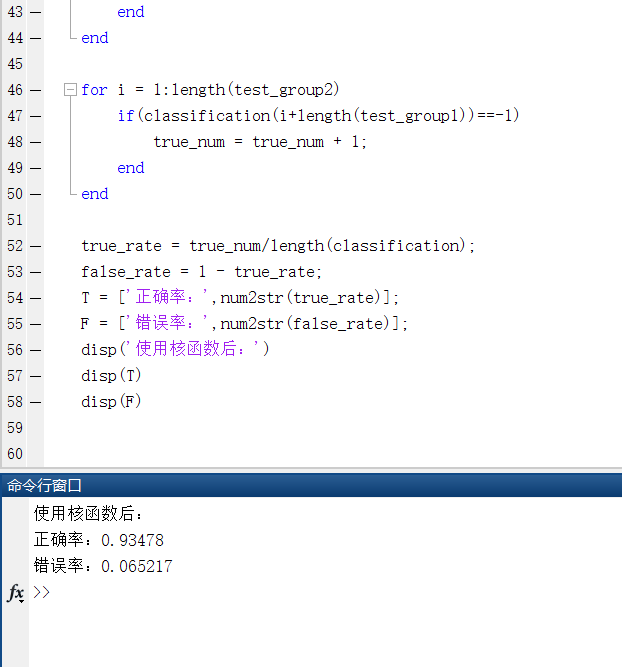 43 — end
44 — end
45
46 — for i = 1:length(test_group2)
47 — if(classification(i+length(test_group1))==-1)
48 — true_num = true_num + 1;
49 — end
50 — end
51
52 — true_rate = true_num/length(classification);
53 — false_rate = 1 - true_rate;
54 — T = ['正确率：',num2str(true_rate)];
55 — F = ['错误率：',num2str(false_rate)];
56 — disp('使用核函数后：')
57 — disp(T)
58 — disp(F)
59
60
命令行窗口
使用核函数后：
正确率：0.93478
错误率：0.065217
fx >>